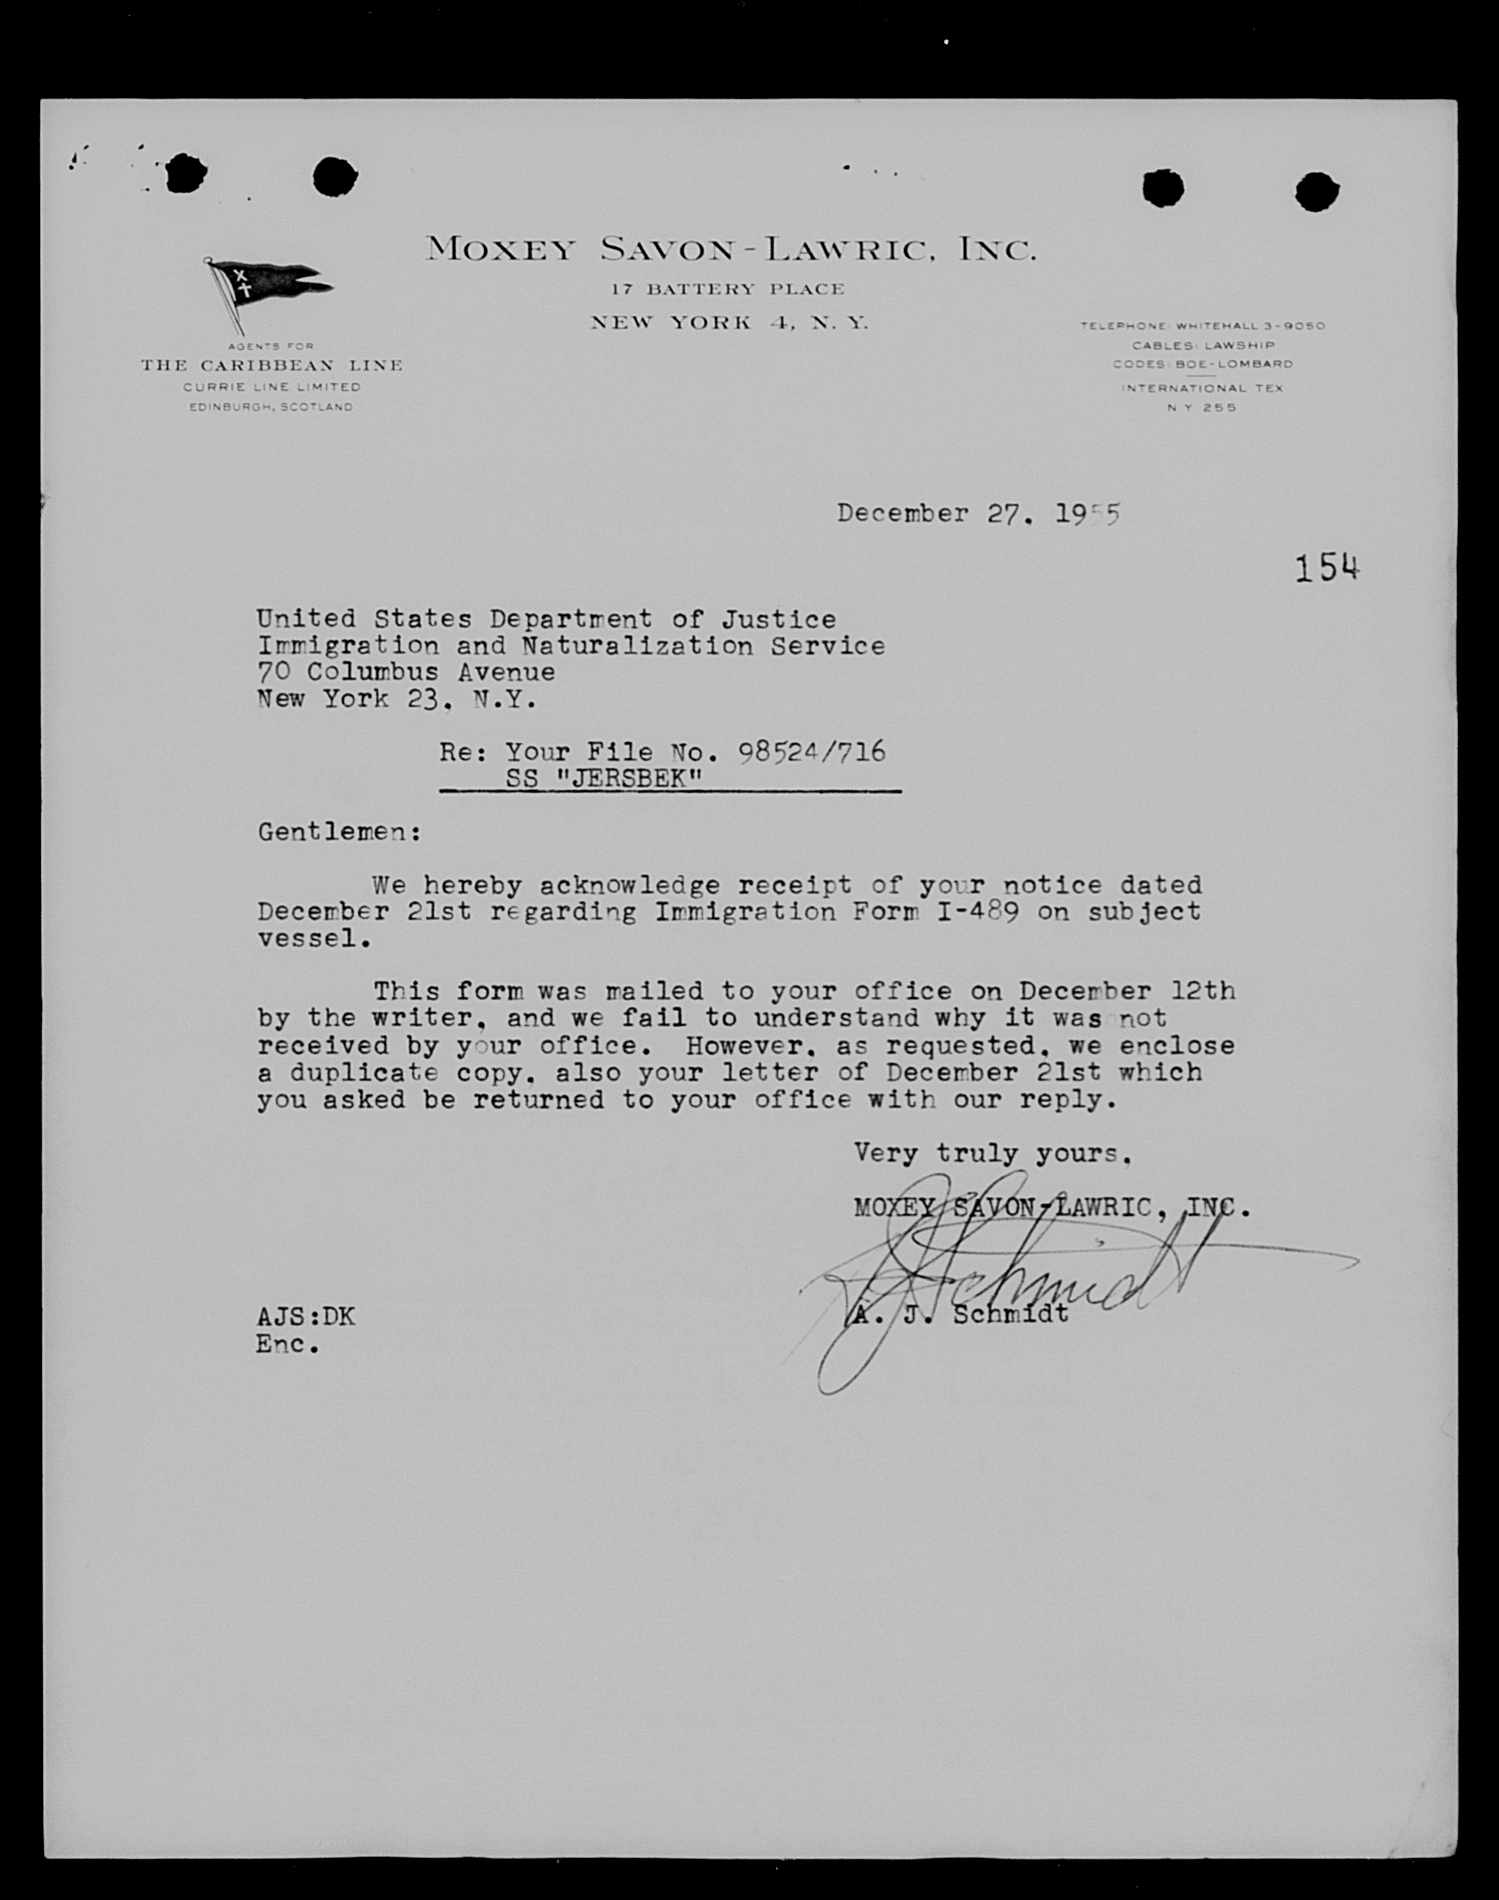 MOXEY SAVON-LAWRIC, INC.
17 BATTERY PLACE
NEW YORK 4, N. Y.
X
†
AGENTS FOR
THE CARIBBEAN LINE
CURRIE LINE LIMITED
EDINBURGH, SCOTLAND
TELEPHONE: WHITEHALL 3-9050
CABLES: LAWSHIP
CODES: BOE-LOMBARD
INTERNATIONAL TEX
N Y 255
December 27, 1955
154
United States Department of Justice
Immigration and Naturalization Service
70 Columbus Avenue
New York 23, N.Y.
Re: Your File No. 98524/716
SS "JERSBEK"
Gentlemen:
We hereby acknowledge receipt of your notice dated
December 21st regarding Immigration Form I-489 on subject
vessel.
This form was mailed to your office on December 12th
by the writer, and we fail to understand why it was not
received by your office. However, as requested, we enclose
a duplicate copy, also your letter of December 21st which
you asked be returned to your office with our reply.
Very truly yours,
MOXEY SAVON-LAWRIC, INC.
A J Schmidt
A. J. Schmidt
AJS:DK
Enc.